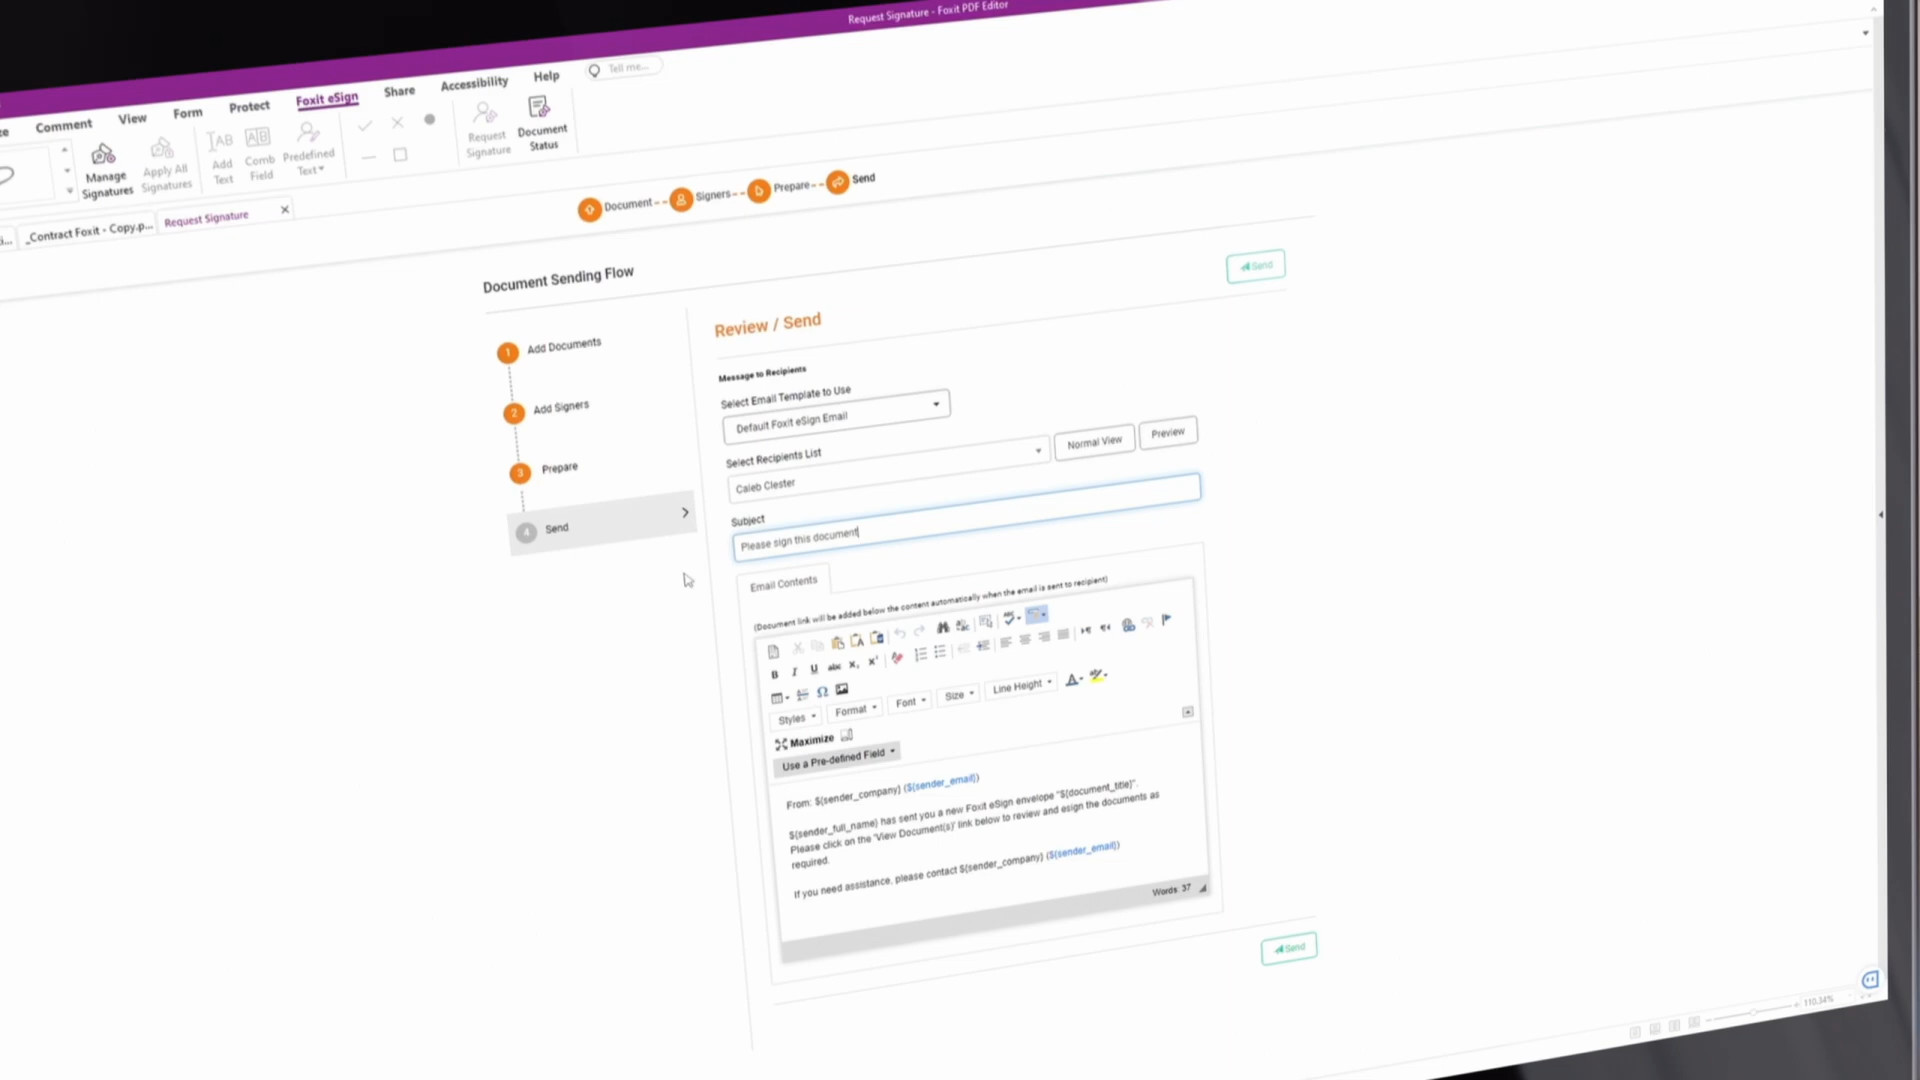 Request Signature - Foxit PDF Editor
Comment View Form Protect Foxit eSign Share Accessibility Help Tell me...
Manage Signatures
Apply All Signatures
Add Text
Comb Field
Predefined Text
Request Signature
Document Status
_Contract Foxit - Copy.p...
Request Signature
Document Signers Prepare Send
Document Sending Flow
Send
1 Add Documents
2 Add Signers
3 Prepare
4 Send
Review / Send
Message to Recipients
Select Email Template to Use
Default Foxit eSign Email
Select Recipients List
Caleb Clester
Normal View
Preview
Subject
Please sign this document
Email Contents
(Document link will be added below the content automatically when the email is sent to recipient)
Styles Format Font Size Line Height
Maximize
Use a Pre-defined Field
From: ${sender_company} (${sender_email})
${sender_full_name} has sent you a new Foxit eSign envelope "${document_title}".
Please click on the 'View Document(s)' link below to review and esign the documents as
required.
If you need assistance, please contact ${sender_company} (${sender_email})
Words: 37
Send
110.34%